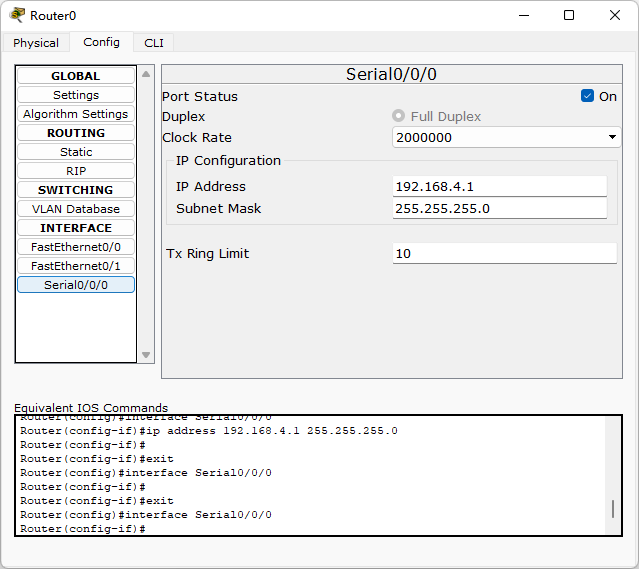 Router0
Physical Config CLI
GLOBAL
Settings
Algorithm Settings
ROUTING
Static
RIP
SWITCHING
VLAN Database
INTERFACE
FastEthernet0/0
FastEthernet0/1
Serial0/0/0
Serial0/0/0
Port Status On
Duplex Full Duplex
Clock Rate 2000000
IP Configuration
IP Address 192.168.4.1
Subnet Mask 255.255.255.0
Tx Ring Limit 10
Equivalent IOS Commands
Router(config)#interface Serial0/0/0
Router(config-if)#ip address 192.168.4.1 255.255.255.0
Router(config-if)#
Router(config-if)#exit
Router(config)#interface Serial0/0/0
Router(config-if)#
Router(config-if)#exit
Router(config)#interface Serial0/0/0
Router(config-if)#